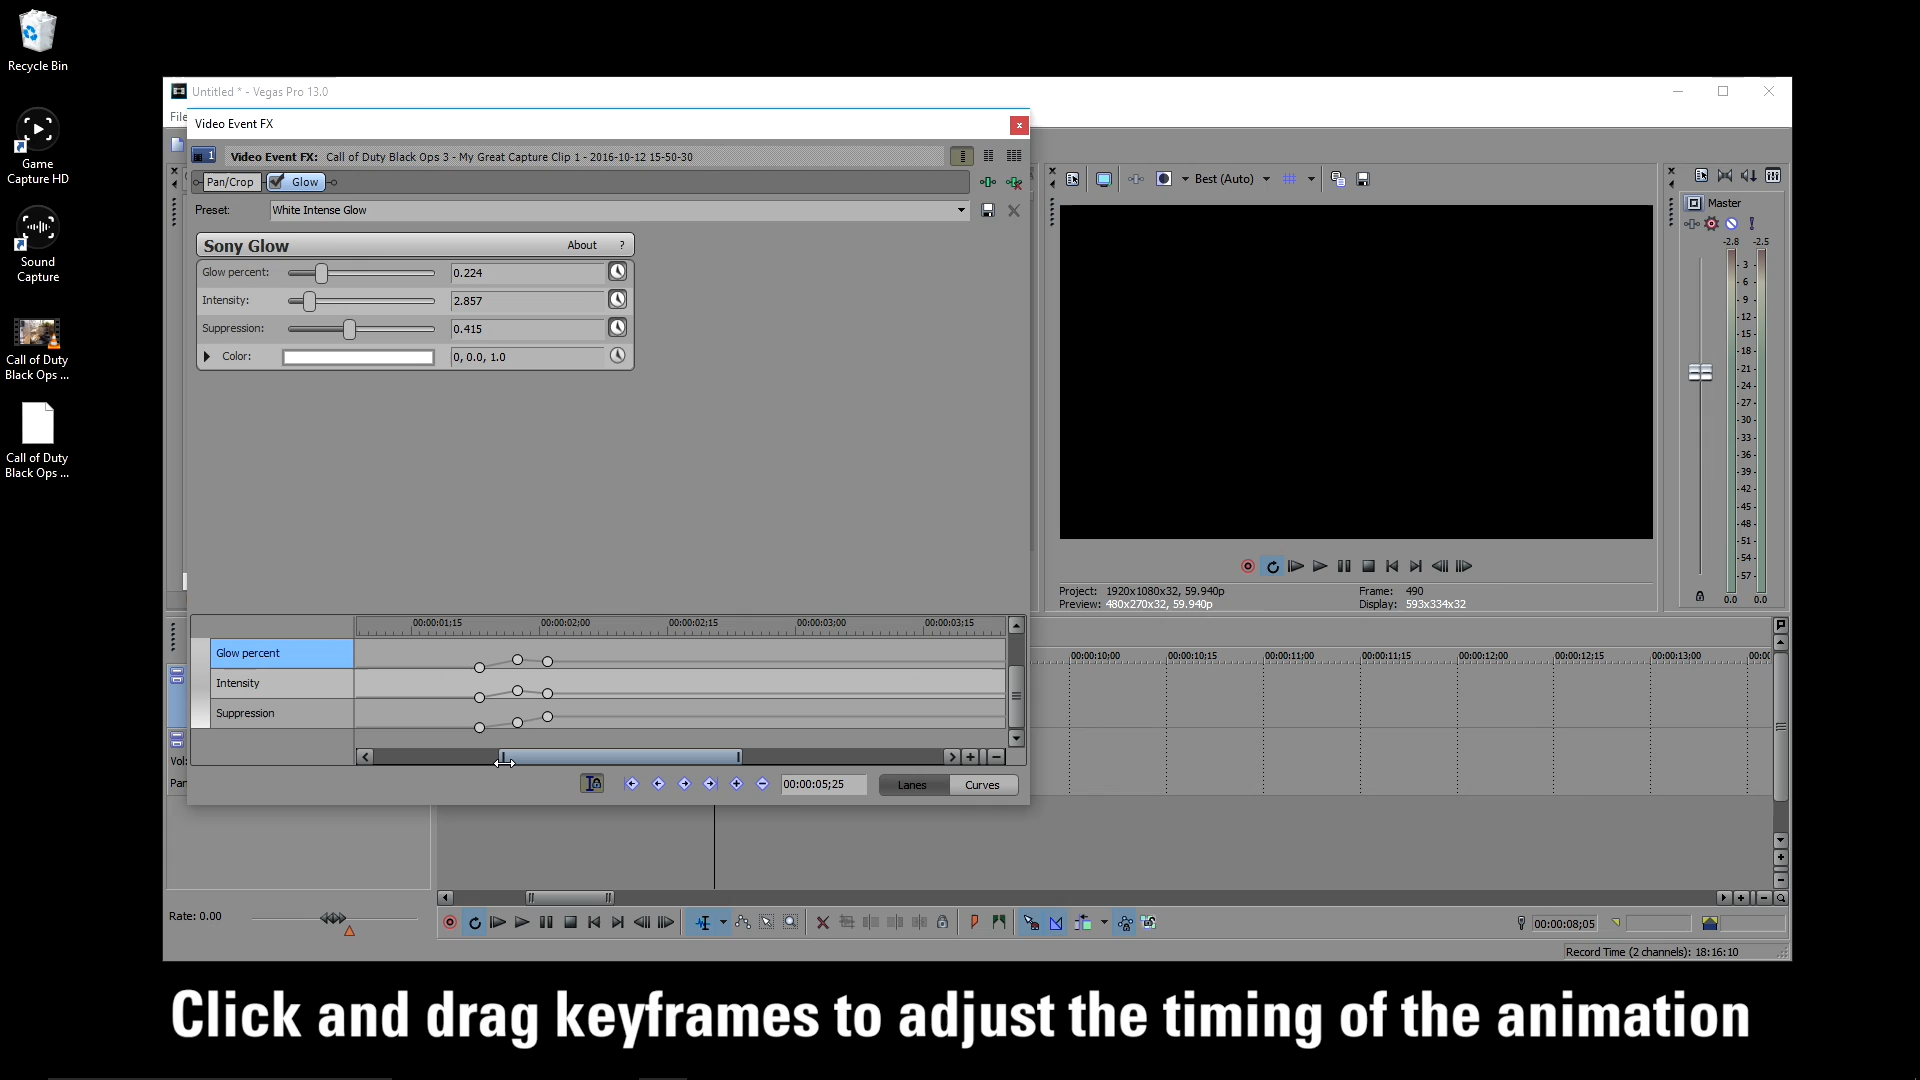 Recycle Bin
Game
Capture HD
Sound
Capture
Call of Duty
Black Ops ...
Call of Duty
Black Ops ...
Untitled * - Vegas Pro 13.0
File
Video Event FX
1
Video Event FX: Call of Duty Black Ops 3 - My Great Capture Clip 1 - 2016-10-12 15-50-30
Pan/Crop
Glow
Preset:
White Intense Glow
Sony Glow
About
?
Glow percent:
0.224
Intensity:
2.857
Suppression:
0.415
Color:
0, 0.0, 1.0
Best (Auto)
Project: 1920x1080x32, 59.940p
Preview: 480x270x32, 59.940p
Frame: 490
Display: 593x334x32
Master
-2.8
-2.5
3
6
9
-12-
-15-
-18-
-21-
-24-
-27-
-30-
-33-
-36-
-39-
-42-
-45-
-48-
-51-
-54-
-57-
0.0
0.0
00:00:01;15
00:00:02;00
00:00:02;15
00:00:03;00
00:00:03;15
Glow percent
Intensity
Suppression
00:00:05;25
Lanes
Curves
00:00:10;00
00:00:10;15
00:00:11;00
00:00:11;15
00:00:12;00
00:00:12;15
00:00:13;00
Vol:
Pan
Rate: 0.00
00:00:08;05
Record Time (2 channels): 18:16:10
Click and drag keyframes to adjust the timing of the animation